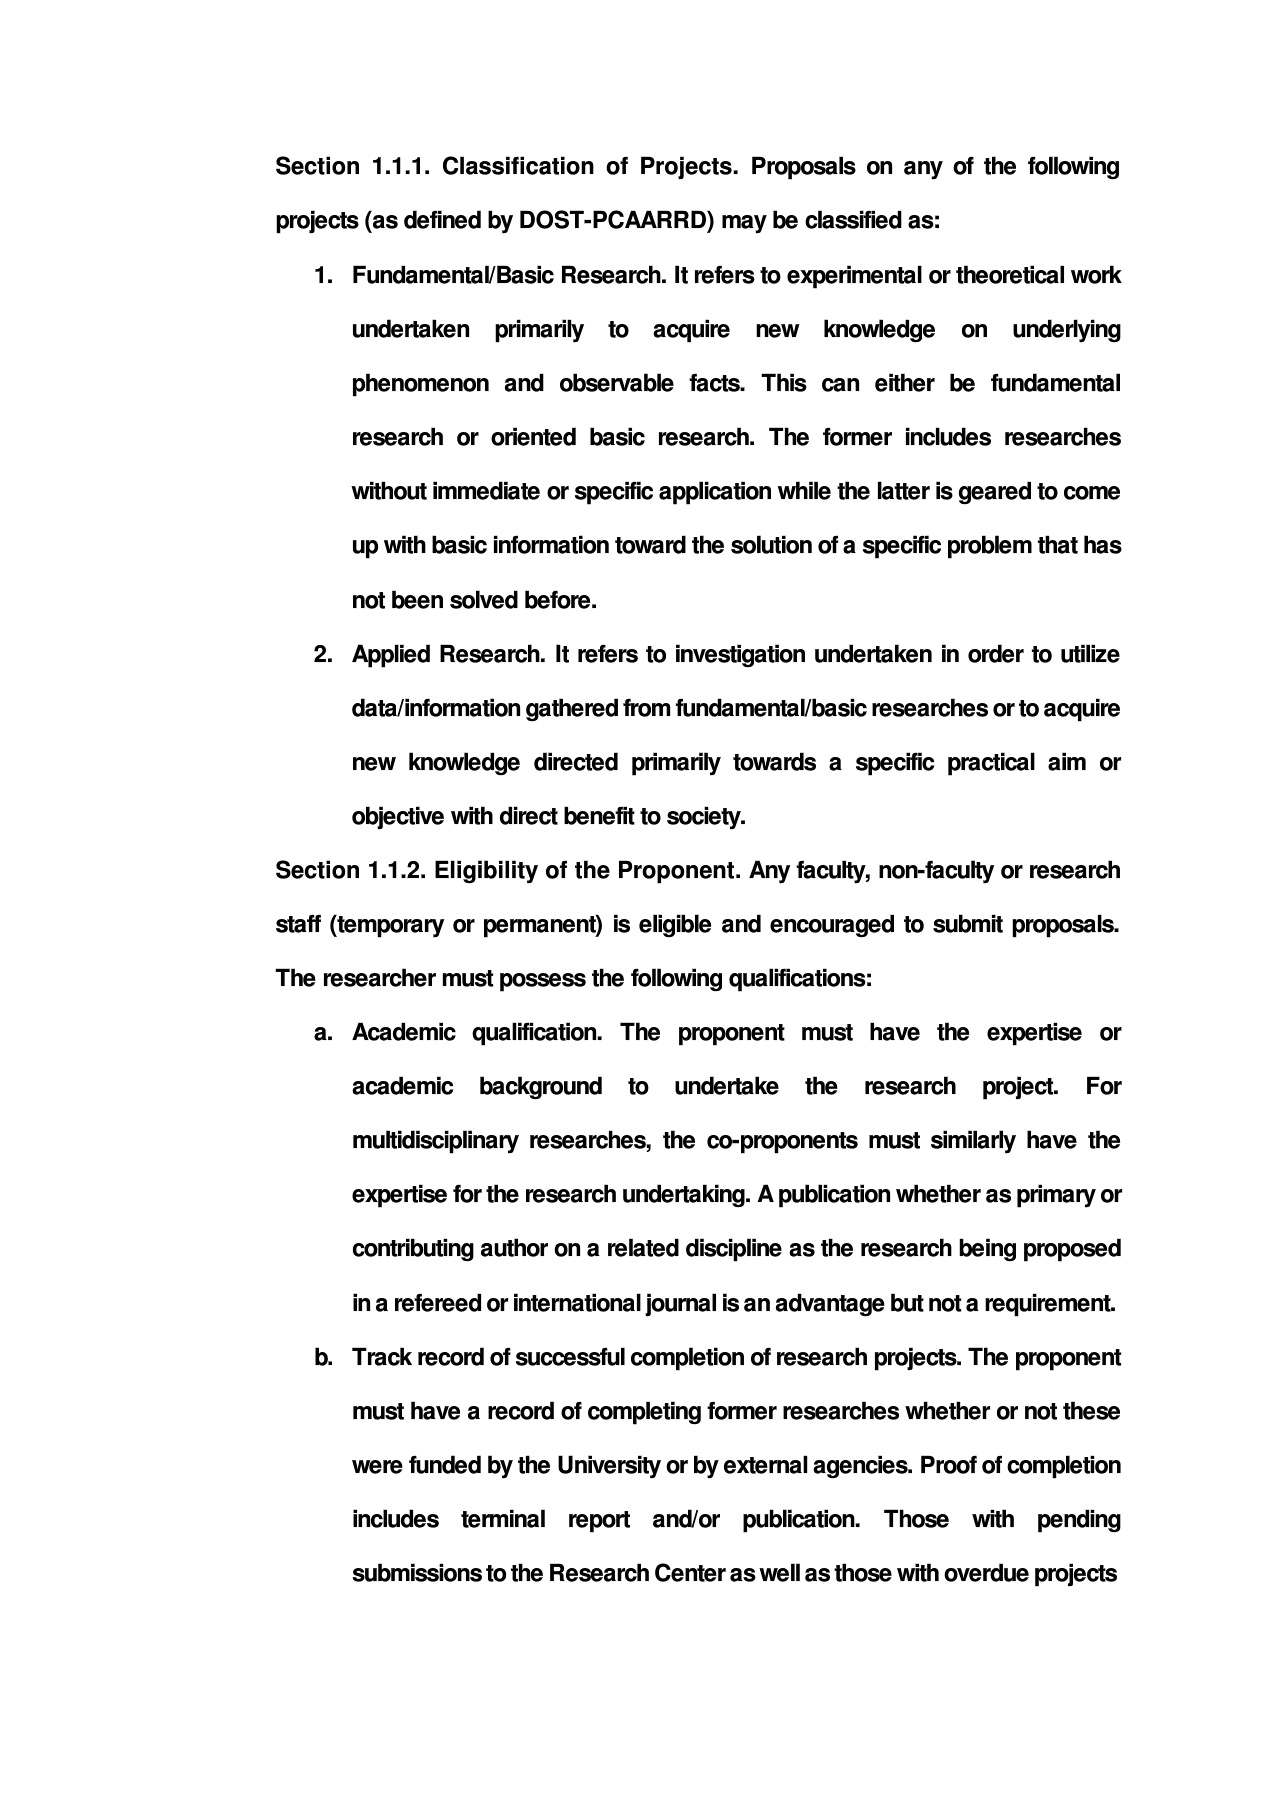 Section 1.1.1. Classification of Projects. Proposals on any of the following
projects (as defined by DOST-PCAARRD) may be classified as:
1. Fundamental/Basic Research. It refers to experimental or theoretical work
undertaken primarily to acquire new knowledge on underlying
phenomenon and observable facts. This can either be fundamental
research or oriented basic research. The former includes researches
without immediate or specific application while the latter is geared to come
up with basic information toward the solution of a specific problem that has
not been solved before.
2. Applied Research. It refers to investigation undertaken in order to utilize
data/information gathered from fundamental/basic researches or to acquire
new knowledge directed primarily towards a specific practical aim or
objective with direct benefit to society.
Section 1.1.2. Eligibility of the Proponent. Any faculty, non-faculty or research
staff (temporary or permanent) is eligible and encouraged to submit proposals.
The researcher must possess the following qualifications:
a. Academic qualification. The proponent must have the expertise or
academic background to undertake the research project. For
multidisciplinary researches, the co-proponents must similarly have the
expertise for the research undertaking. A publication whether as primary or
contributing author on a related discipline as the research being proposed
in a refereed or international journal is an advantage but not a requirement.
b. Track record of successful completion of research projects. The proponent
must have a record of completing former researches whether or not these
were funded by the University or by external agencies. Proof of completion
includes terminal report and/or publication. Those with pending
submissions to the Research Center as well as those with overdue projects